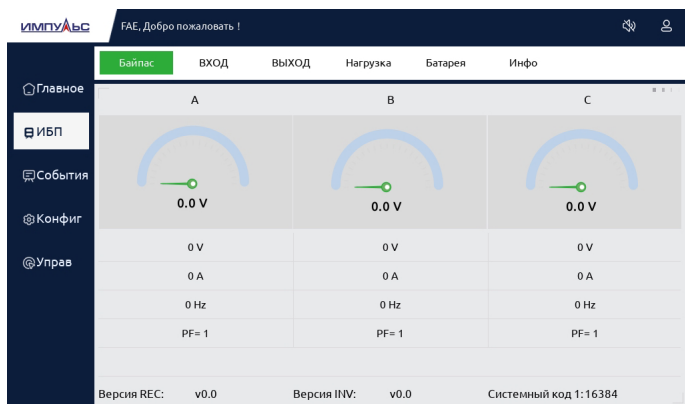 ИМПУЛЬС
FAE, Добро пожаловать !
Байпас ВХОД ВЫХОД Нагрузка Батарея Инфо
Главное
ИБП
События
Конфиг
Управ
A B C
0.0 V 0.0 V 0.0 V
0 V 0 V 0 V
0 A 0 A 0 A
0 Hz 0 Hz 0 Hz
PF= 1 PF= 1 PF= 1
Версия REC: v0.0 Версия INV: v0.0 Системный код 1:16384